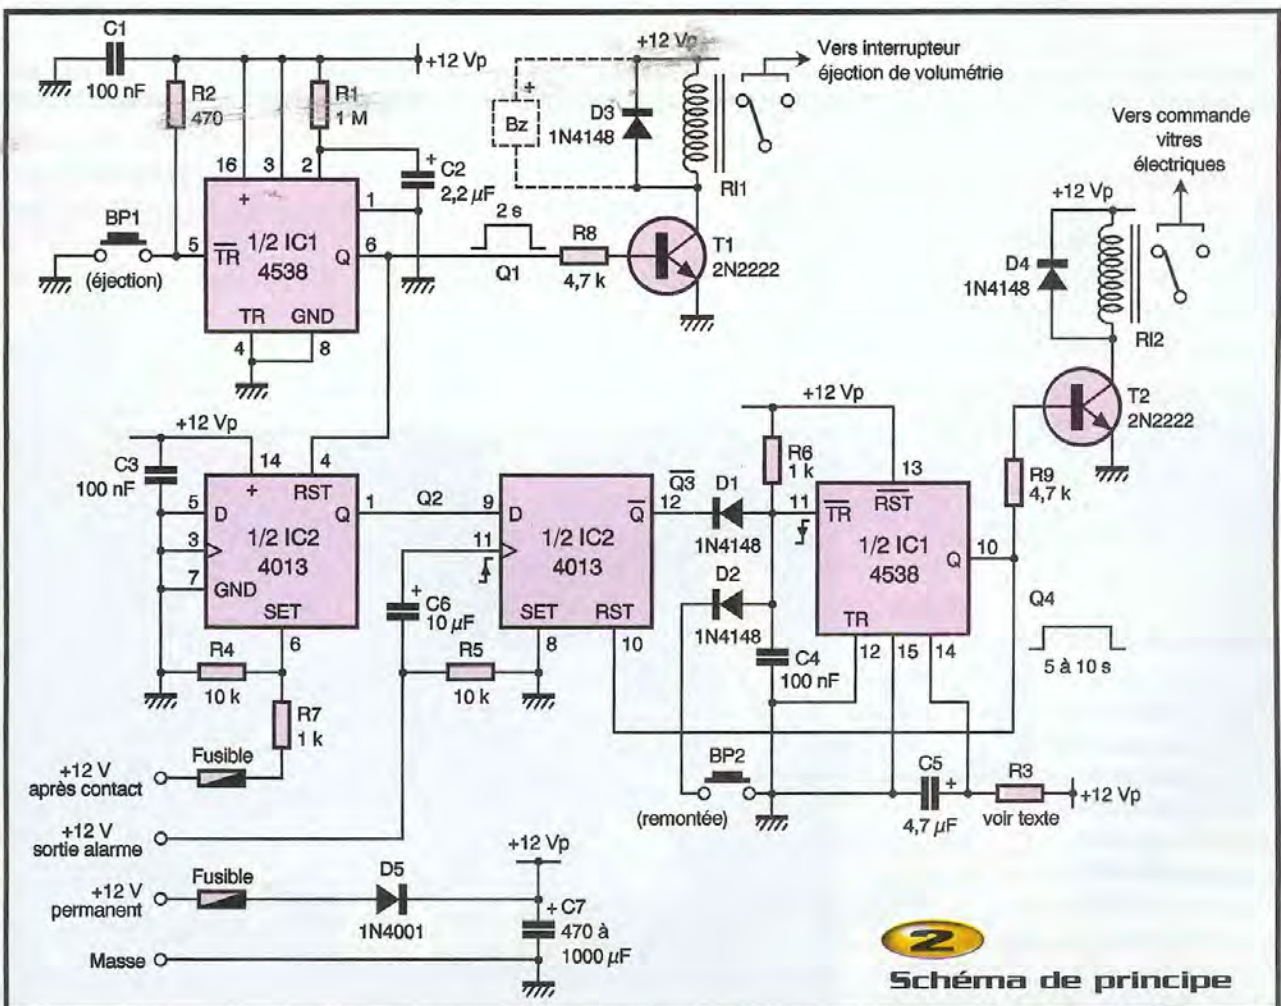 C1
100 nF
+12 Vp
R2
470
R1
1 M
16
3
2
+
C2
2,2 µF
+
1
BP1
(éjection)
5
TR
1/2 IC1
4538
Q
6
TR
GND
4
8
2 s
Q1
R8
4,7 k
+12 Vp
+
Bz
D3
1N4148
RI1
T1
2N2222
Vers interrupteur
éjection de volumétrie
Vers commande
vitres
électriques
+12 Vp
D4
1N4148
RI2
T2
2N2222
+12 Vp
C3
100 nF
14
4
+
RST
5
D
3
7
GND
1/2 IC2
4013
Q
1
SET
6
Q2
R4
10 k
R7
1 k
9
D
11
1/2 IC2
4013
Q
12
SET
RST
8
10
+
C6
10 µF
R5
10 k
Q3
D1
1N4148
D2
1N4148
+12 Vp
R6
1 k
C4
100 nF
13
RST
11
TR
1/2 IC1
4538
Q
10
TR
12
15
14
R9
4,7 k
Q4
5 à 10 s
BP2
(remontée)
C5
+
4,7 µF
R3
voir texte
+12 Vp
+12 V
après contact
Fusible
+12 V
sortie alarme
+12 V
permanent
Fusible
D5
1N4001
+12 Vp
+
C7
470 à
1000 µF
Masse
2
Schéma de principe